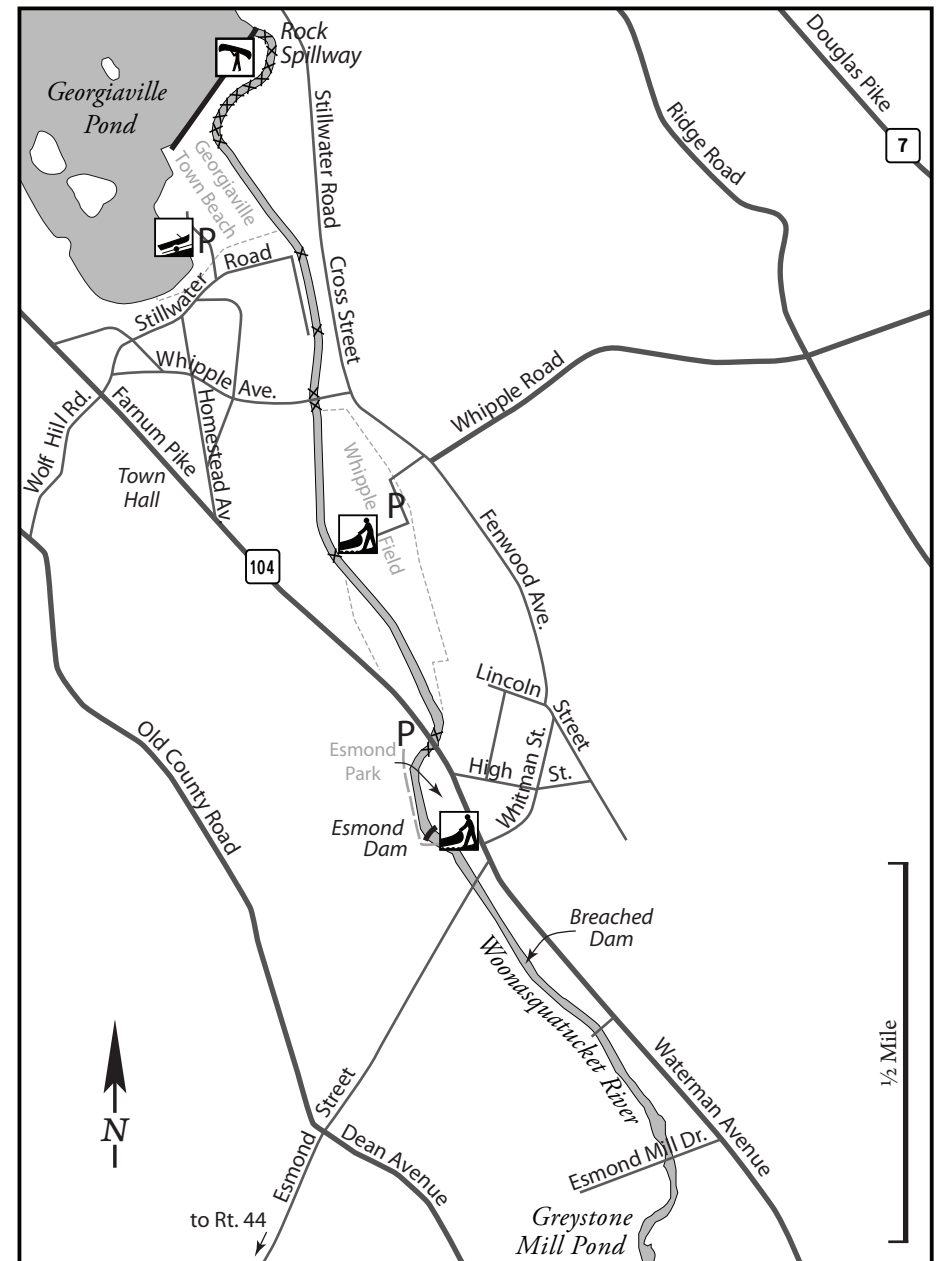 Rock
Spillway
Douglas Pike
7
Georgiaville
Pond
Stillwater Road
Ridge Road
Georgiaville
Town Beach
P
Stillwater
Road
Cross Street
Whipple Ave.
Whipple Road
Wolf Hill Rd.
Farnum Pike
Homestead Av.
Town
Hall
Whipple
Field
P
Fenwood Ave.
104
Lincoln
Street
Old County Road
P
Esmond
Park
High
St.
Whitman St.
Esmond
Dam
Breached
Dam
Woonasquatucket River
Waterman Avenue
½ Mile
N
Esmond
Street
Dean Avenue
Esmond Mill Dr.
to Rt. 44
Greystone
Mill Pond